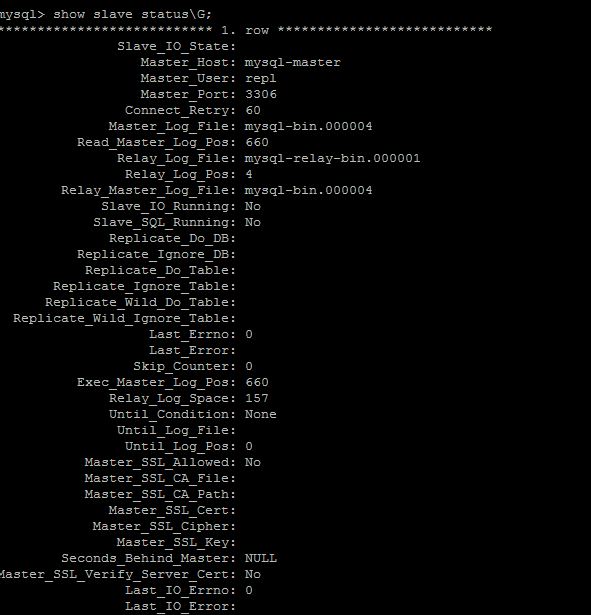 mysql> show slave status\G;
*************************** 1. row ***************************
Slave_IO_State:
Master_Host: mysql-master
Master_User: repl
Master_Port: 3306
Connect_Retry: 60
Master_Log_File: mysql-bin.000004
Read_Master_Log_Pos: 660
Relay_Log_File: mysql-relay-bin.000001
Relay_Log_Pos: 4
Relay_Master_Log_File: mysql-bin.000004
Slave_IO_Running: No
Slave_SQL_Running: No
Replicate_Do_DB:
Replicate_Ignore_DB:
Replicate_Do_Table:
Replicate_Ignore_Table:
Replicate_Wild_Do_Table:
Replicate_Wild_Ignore_Table:
Last_Errno: 0
Last_Error:
Skip_Counter: 0
Exec_Master_Log_Pos: 660
Relay_Log_Space: 157
Until_Condition: None
Until_Log_File:
Until_Log_Pos: 0
Master_SSL_Allowed: No
Master_SSL_CA_File:
Master_SSL_CA_Path:
Master_SSL_Cert:
Master_SSL_Cipher:
Master_SSL_Key:
Seconds_Behind_Master: NULL
Master_SSL_Verify_Server_Cert: No
Last_IO_Errno: 0
Last_IO_Error: